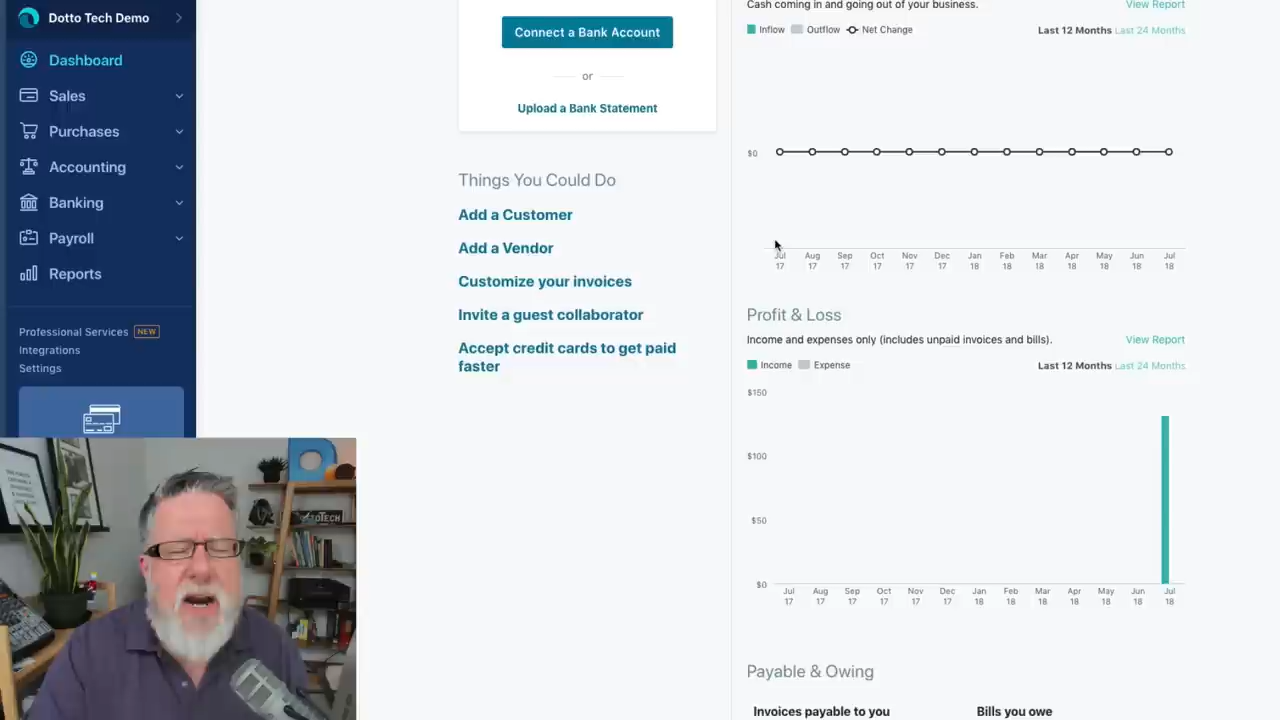 Dotto Tech Demo
Dashboard
Sales
Purchases
Accounting
Banking
Payroll
Reports
Professional Services NEW
Integrations
Settings
Connect a Bank Account
or
Upload a Bank Statement
Things You Could Do
Add a Customer
Add a Vendor
Customize your invoices
Invite a guest collaborator
Accept credit cards to get paid
faster
Cash coming in and going out of your business.
View Report
Inflow Outflow Net Change
Last 12 Months Last 24 Months
$0
Jul Aug Sep Oct Nov Dec Jan Feb Mar Apr May Jun Jul
17 17 17 17 17 17 18 18 18 18 18 18 18
Profit & Loss
Income and expenses only (includes unpaid invoices and bills).
View Report
Income Expense
Last 12 Months Last 24 Months
$150
$100
$50
$0
Jul Aug Sep Oct Nov Dec Jan Feb Mar Apr May Jun Jul
17 17 17 17 17 17 18 18 18 18 18 18 18
Payable & Owing
Invoices payable to you
Bills you owe